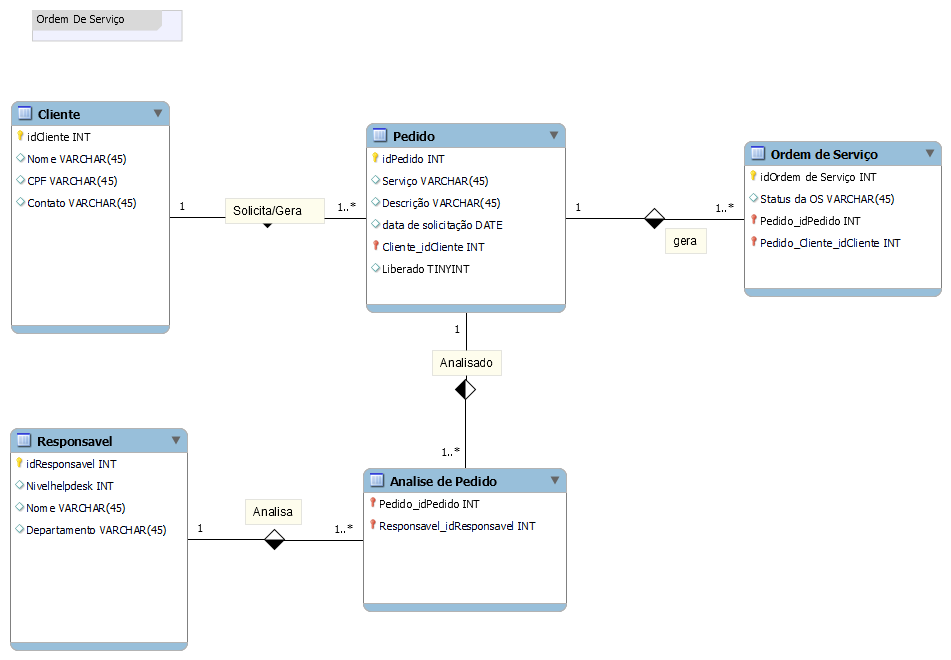 Ordem De Serviço
Cliente
idCliente INT
Nome VARCHAR(45)
CPF VARCHAR(45)
Contato VARCHAR(45)
1
Solicita/Gera
1..*
Pedido
idPedido INT
Serviço VARCHAR(45)
Descrição VARCHAR(45)
data de solicitação DATE
Cliente_idCliente INT
Liberado TINYINT
1
gera
1..*
Ordem de Serviço
idOrdem de Serviço INT
Status da OS VARCHAR(45)
Pedido_idPedido INT
Pedido_Cliente_idCliente INT
1
Analisado
1..*
Responsavel
idResponsavel INT
Nivelhelpdesk INT
Nome VARCHAR(45)
Departamento VARCHAR(45)
1
Analisa
1..*
Analise de Pedido
Pedido_idPedido INT
Responsavel_idResponsavel INT